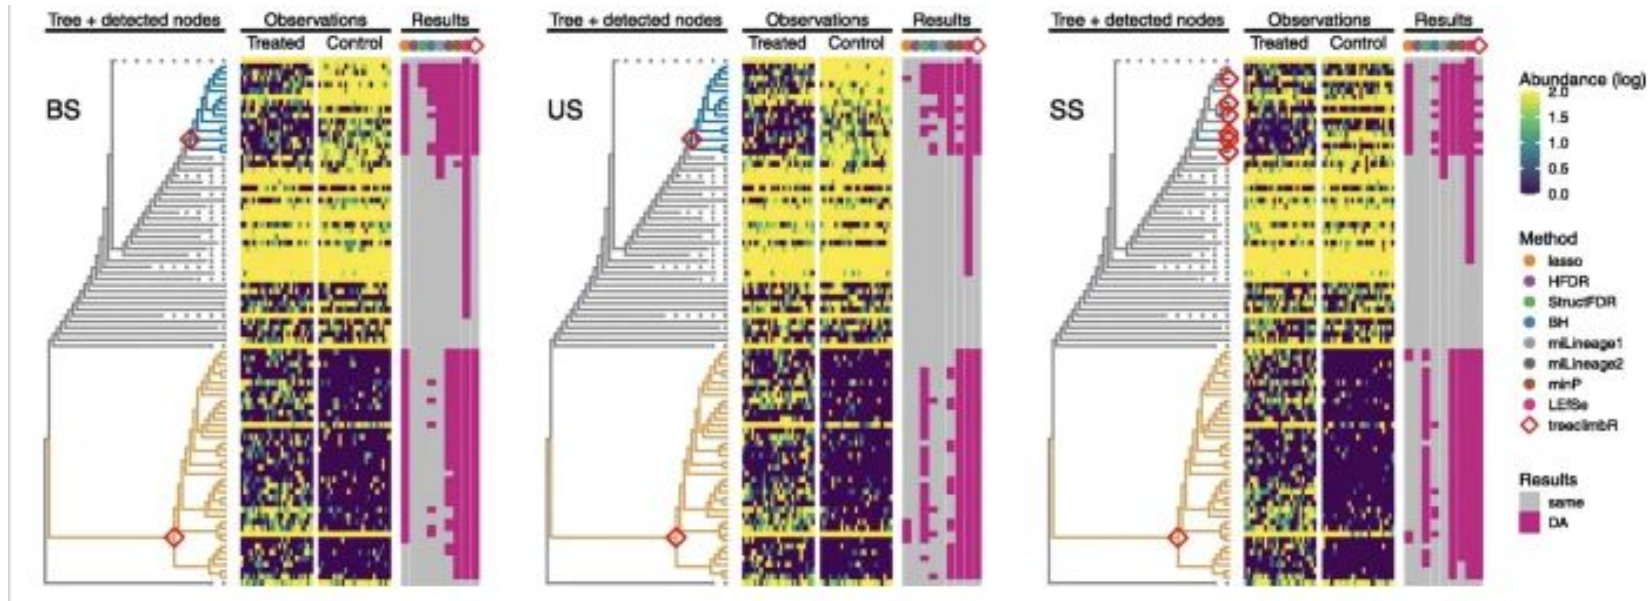 Tree + detected nodes Observations Results
Treated Control
BS
Tree + detected nodes Observations Results
Treated Control
US
Tree + detected nodes Observations Results
Treated Control
SS
Abundance (log)
2.0
1.5
1.0
0.5
0.0
Method
lasso
HFDR
StructFDR
BH
miLineage1
miLineage2
minP
LEfSe
treeclimbR
Results
same
DA